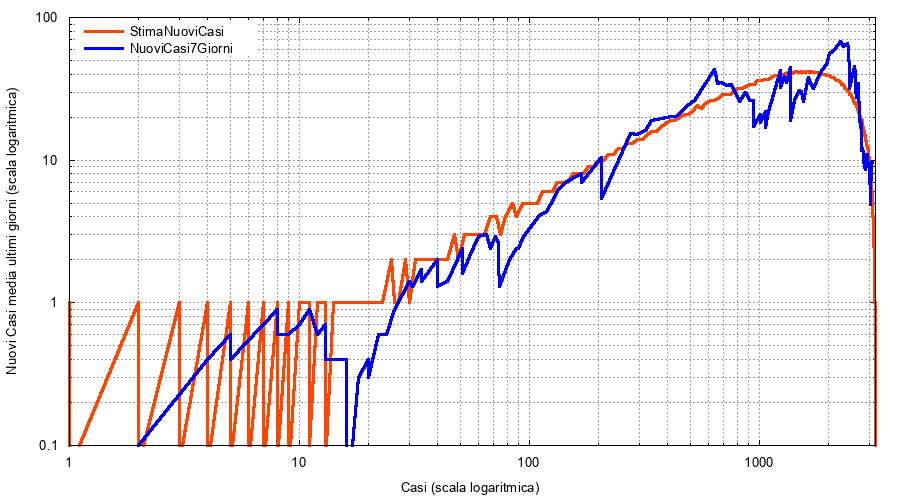 100
StimaNuoviCasi
NuoviCasi7Giorni
10
1
0.1
1
10
100
1000
Nuovi Casi media ultimi giorni (scala logaritmica)
Casi (scala logaritmica)